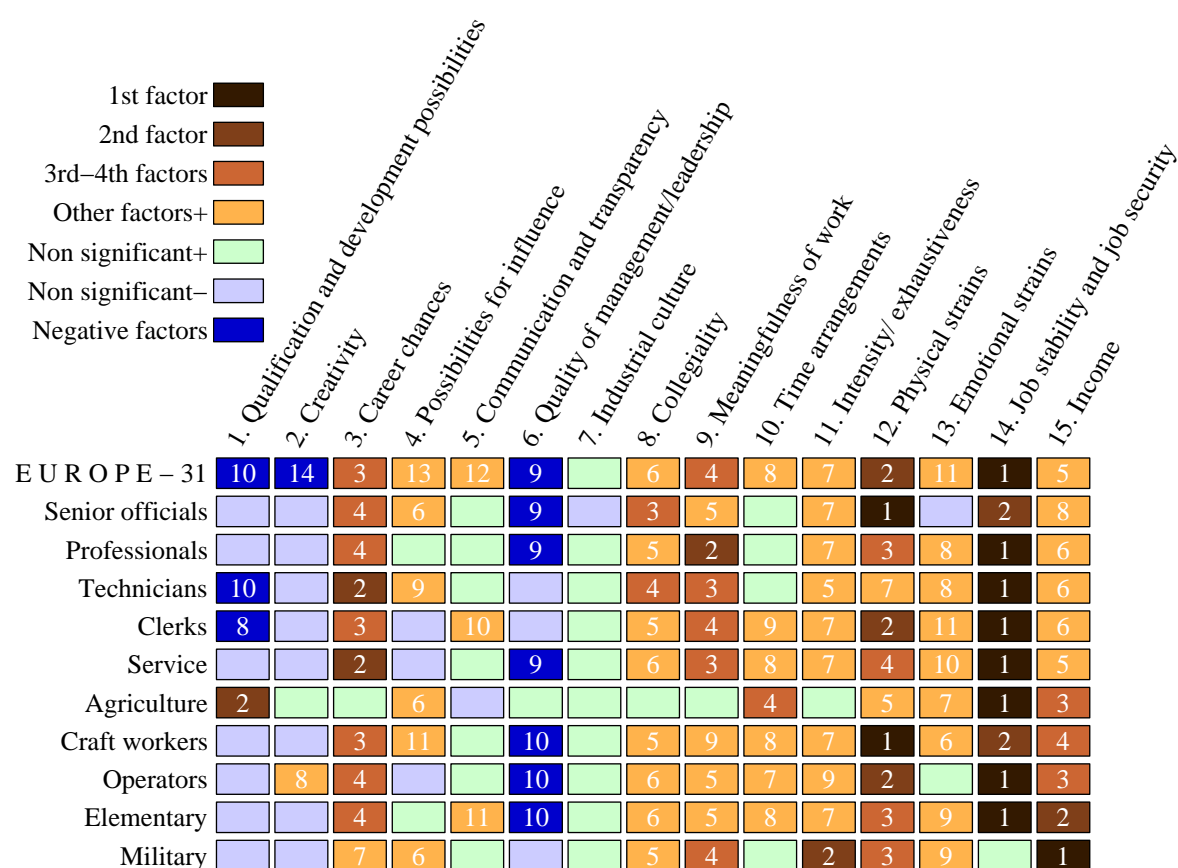 1st factor
2nd factor
3rd−4th factors
Other factors+
Non significant+
Non significant−
Negative factors
1. Qualification and development possibilities
2. Creativity
3. Career chances
4. Possibilities for influence
5. Communication and transparency
6. Quality of management/leadership
7. Industrial culture
8. Collegiality
9. Meaningfulness of work
10. Time arrangements
11. Intensity/ exhaustiveness
12. Physical strains
13. Emotional strains
14. Job stability and job security
15. Income
E U R O P E – 31 10 14 3 13 12 9 6 4 8 7 2 11 1 5
Senior officials 4 6 9 3 5 7 1 2 8
Professionals 4 9 5 2 7 3 8 1 6
Technicians 10 2 9 4 3 5 7 8 1 6
Clerks 8 3 10 5 4 9 7 2 11 1 6
Service 2 9 6 3 8 7 4 10 1 5
Agriculture 2 6 4 5 7 1 3
Craft workers 3 11 10 5 9 8 7 1 6 2 4
Operators 8 4 10 6 5 7 9 2 1 3
Elementary 4 11 10 6 5 8 7 3 9 1 2
Military 7 6 5 4 2 3 9 1